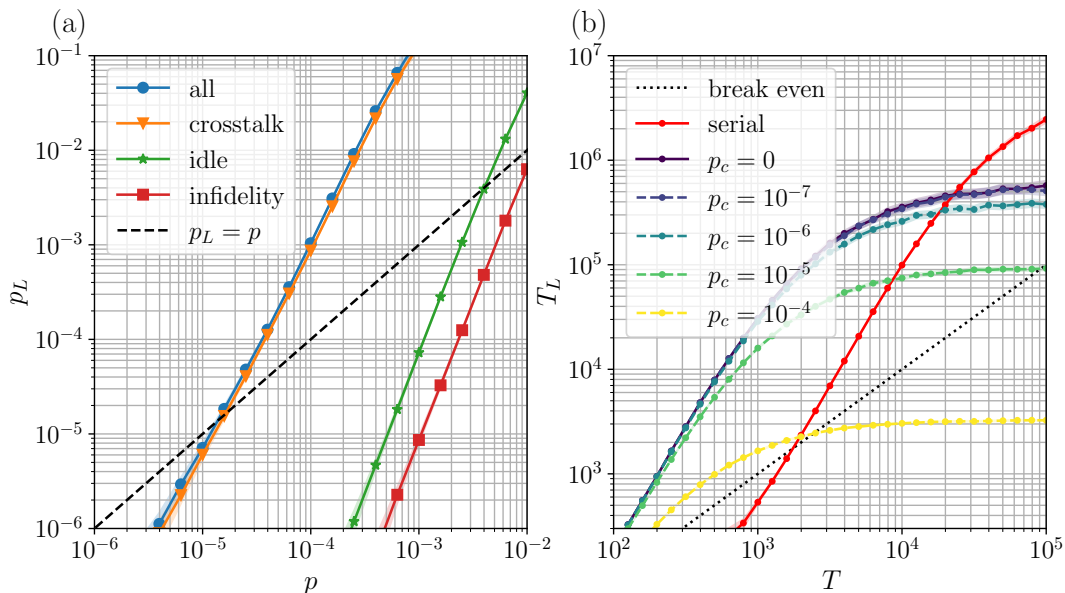 (a)
10^{-1}
10^{-2}
10^{-3}
10^{-4}
10^{-5}
10^{-6}
p_L
all
crosstalk
idle
infidelity
p_L = p
10^{-6}
10^{-5}
10^{-4}
10^{-3}
10^{-2}
p
(b)
10^7
10^6
10^5
10^4
10^3
T_L
break even
serial
p_c = 0
p_c = 10^{-7}
p_c = 10^{-6}
p_c = 10^{-5}
p_c = 10^{-4}
10^2
10^3
10^4
10^5
T